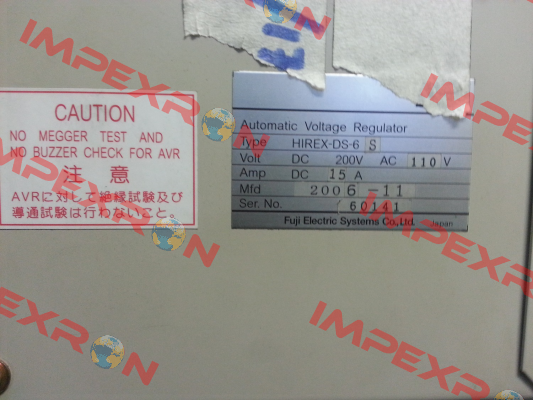 CAUTION
NO MEGGER TEST AND
NO BUZZER CHECK FOR AVR
注 意
AVRに対して絶縁試験及び
導通試験は行わないこと。
Automatic Voltage Regulator
Type HIREX-DS-6 S
Volt DC 200V AC 110 V
Amp DC 15 A
Mfd 2006-11
Ser. No. 60141
Fuji Electric Systems Co., Ltd. Japan
IMPEXRON
IMPEXRON
IMPEXRON
IMPEXRON
IMPEXRON